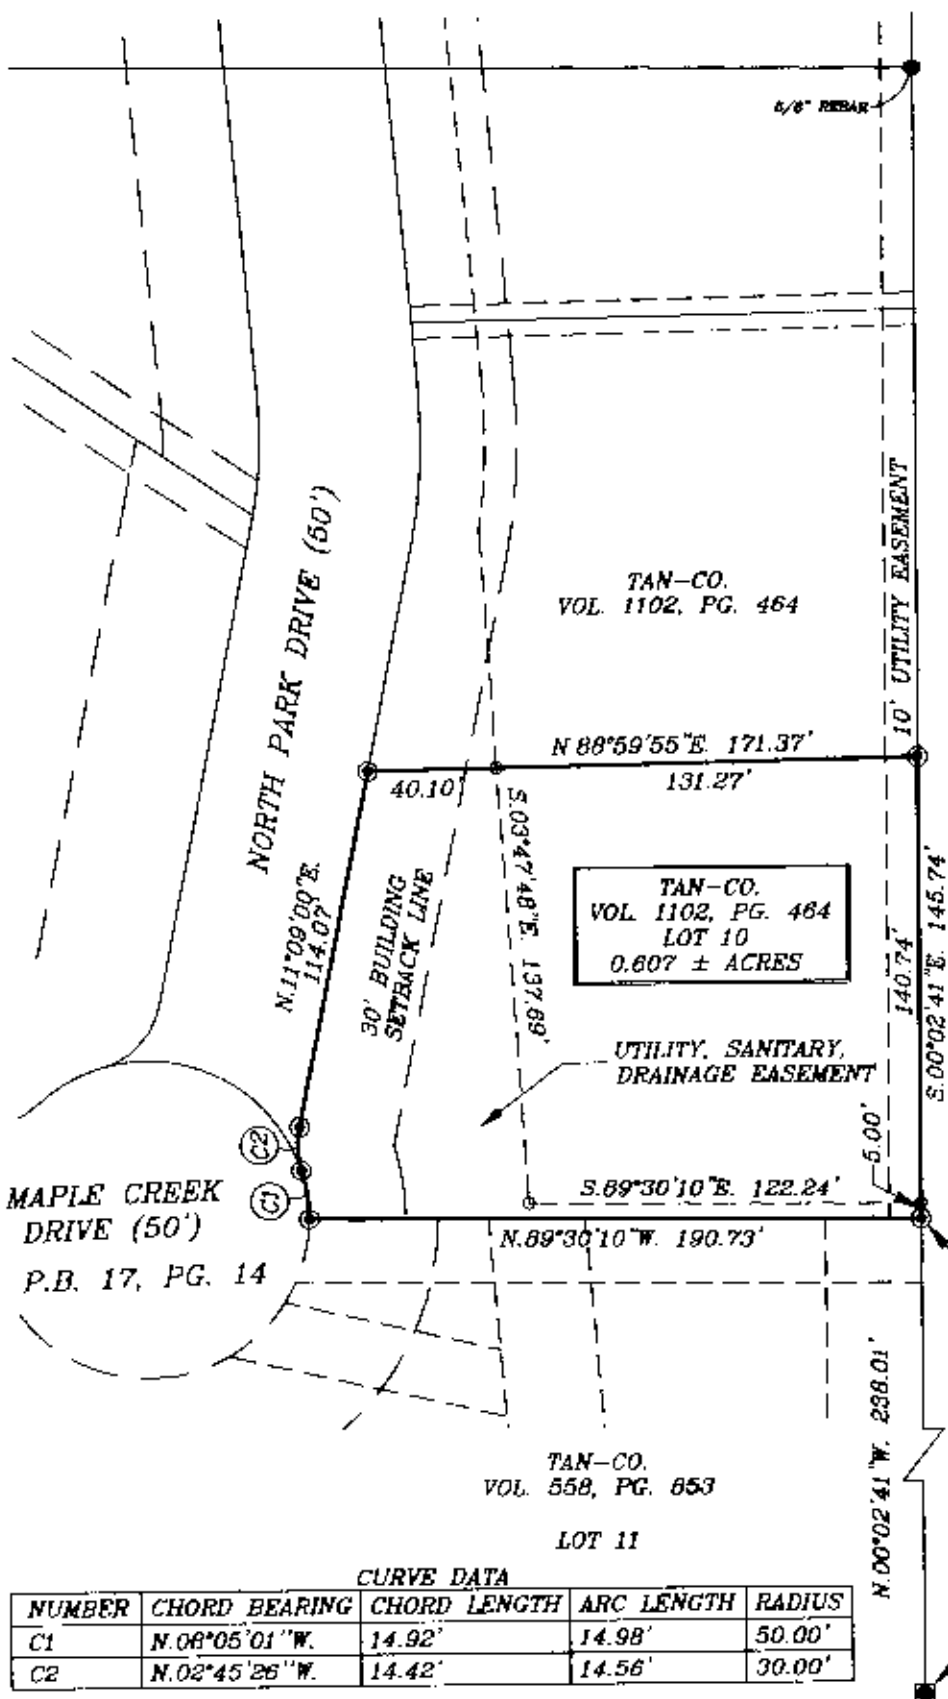 5/8" REBAR
10' UTILITY EASEMENT
NORTH PARK DRIVE (50')
TAN-CO.
VOL. 1102, PG. 464
N 88°59'55"E. 171.37'
40.10'
131.27'
S.03°47'48"E. 137.69'
N.11°09'00"E.
114.07'
30' BUILDING
SETBACK LINE
TAN-CO.
VOL. 1102, PG. 464
LOT 10
0.607 ± ACRES
140.74'
S.00°02'41"E. 145.74'
UTILITY, SANITARY,
DRAINAGE EASEMENT
5.00'
C2
C1
S.89°30'10"E. 122.24'
N.89°30'10"W. 190.73'
MAPLE CREEK
DRIVE (50')
P.B. 17, PG. 14
N.00°02'41"W. 238.01'
TAN-CO.
VOL. 558, PG. 853
LOT 11
CURVE DATA
NUMBER CHORD BEARING CHORD LENGTH ARC LENGTH RADIUS
C1 N.06°05'01"W. 14.92' 14.98' 50.00'
C2 N.02°45'26"W. 14.42' 14.56' 30.00'